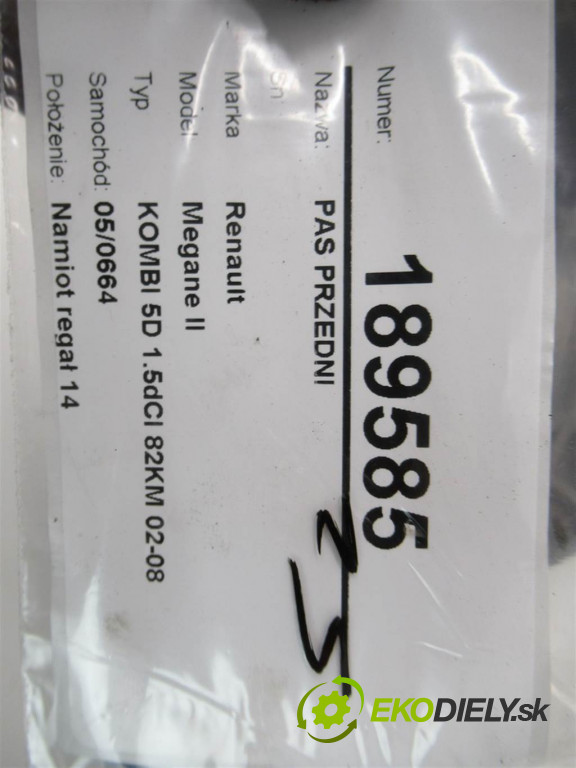 Numer: 189585
Nazwa: PAS PRZEDNI
Sn
Marka Renault
Model Megane II
Typ KOMBI 5D 1.5dCI 82KM 02-08
Samochód: 05/0664
Położenie: Namiot regał 14
EKODIELY.sk